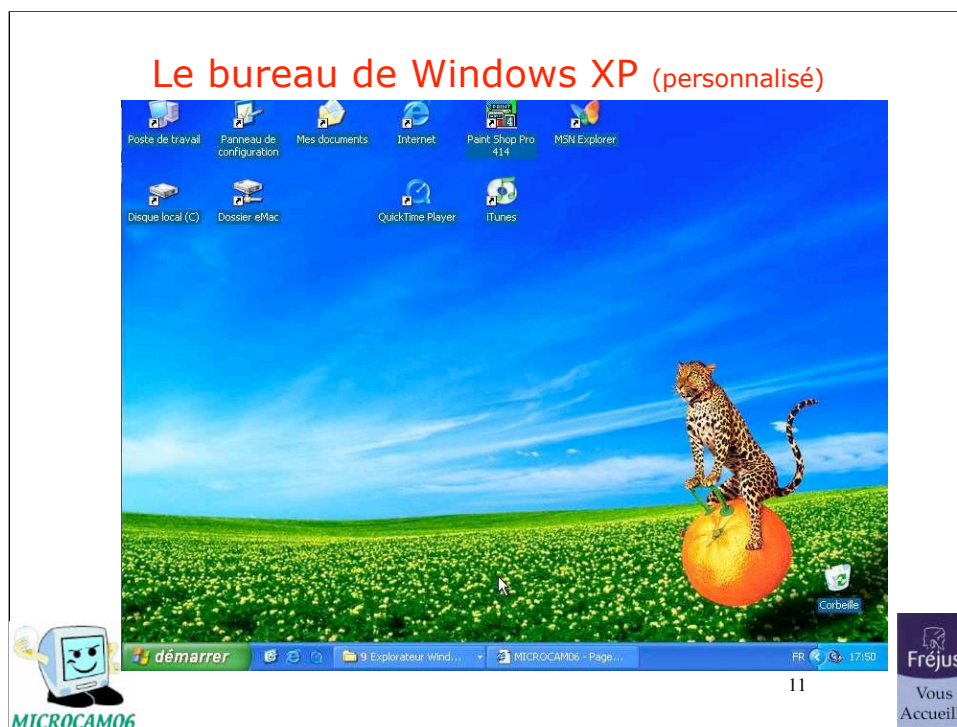 Le bureau de Windows XP (personnalisé)
Poste de travail
Panneau de configuration
Mes documents
Internet
Paint Shop Pro 414
MSN Explorer
Disque local (C)
Dossier eMac
QuickTime Player
iTunes
Corbeille
démarrer
9 Explorateur Wind...
MICROCAM06 - Page...
FR
17:50
11
MICROCAM06
Fréjus
Vous
Accueill